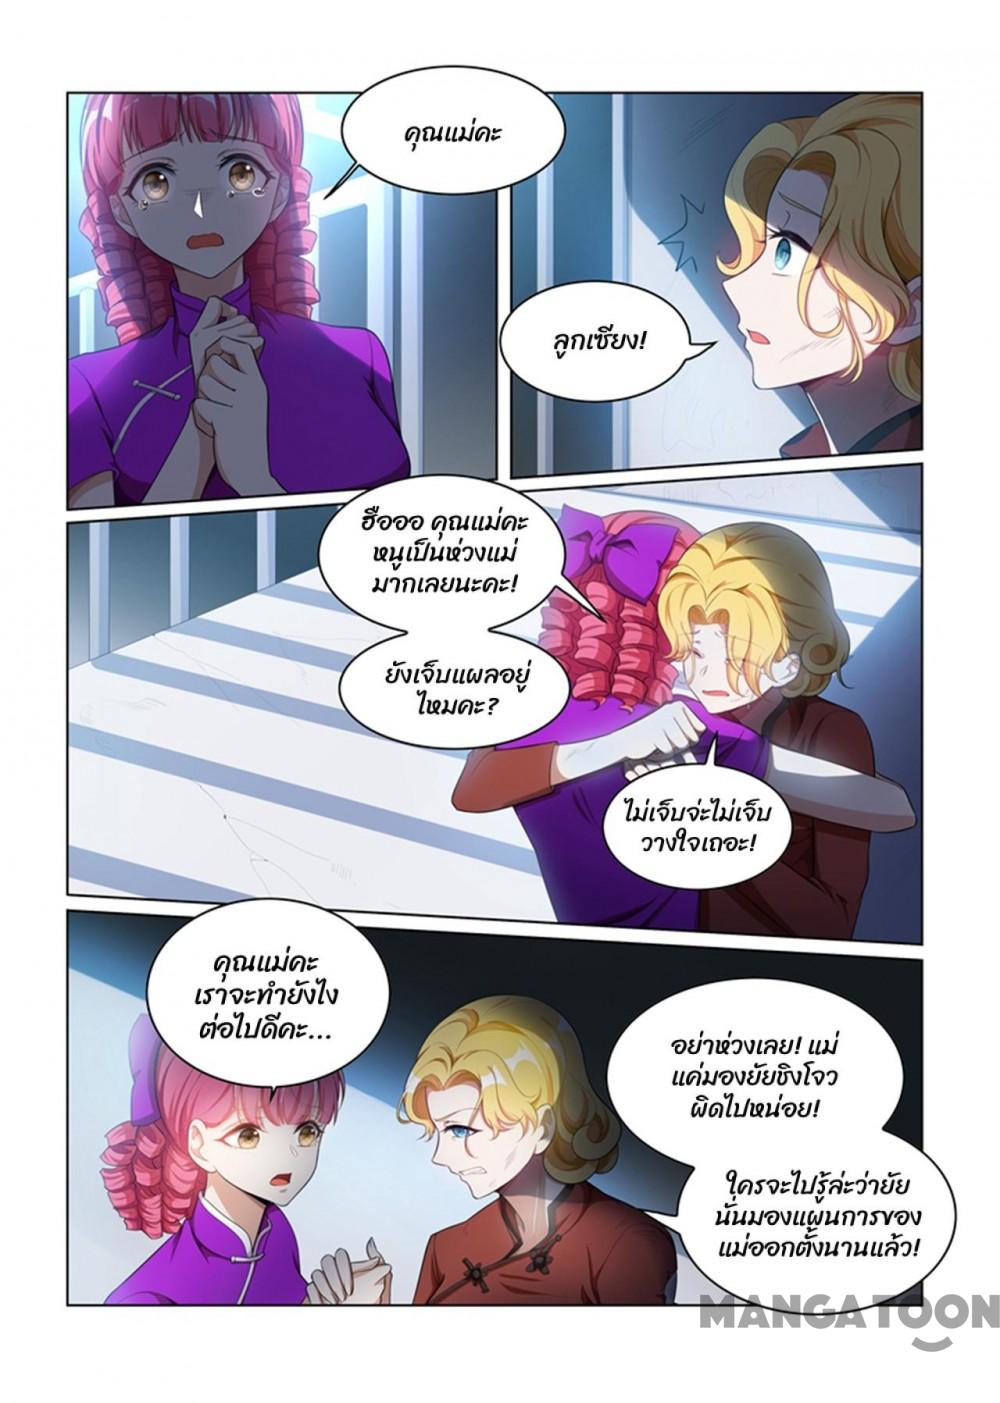 คุณแม่คะ
ลูกเซียง!
ฮือออ คุณแม่คะ
หนูเป็นห่วงแม่
มากเลยนะคะ!
ยังเจ็บแผลอยู่
ไหมคะ?
ไม่เจ็บจ่ะไม่เจ็บ
วางใจเถอะ!
คุณแม่คะ
เราจะทำยังไง
ต่อไปดีคะ...
อย่าห่วงเลย! แม่
แค่มองยัยชิงโจว
ผิดไปหน่อย!
ใครจะไปรู้ล่ะว่ายัย
นั่นมองแผนการของ
แม่ออกตั้งนานแล้ว!
MANGATOON